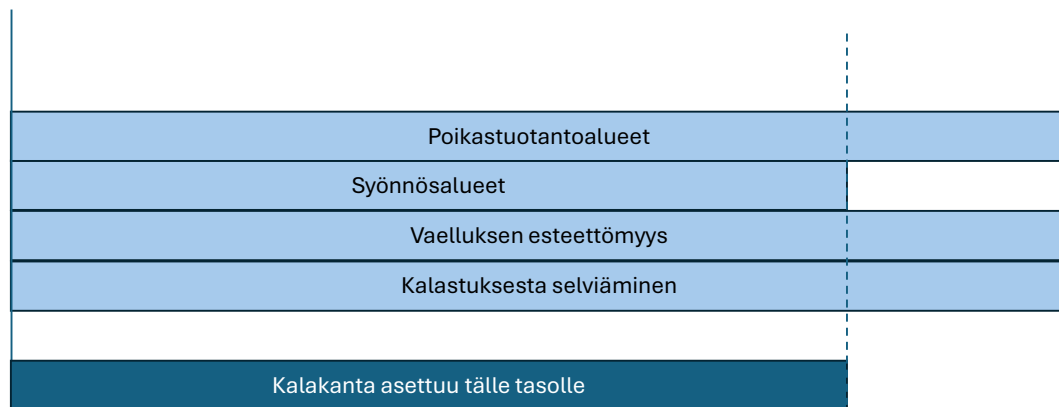 Poikastuotantoalueet
Syönnösalueet
Vaelluksen esteettömyys
Kalastuksesta selviäminen
Kalakanta asettuu tälle tasolle